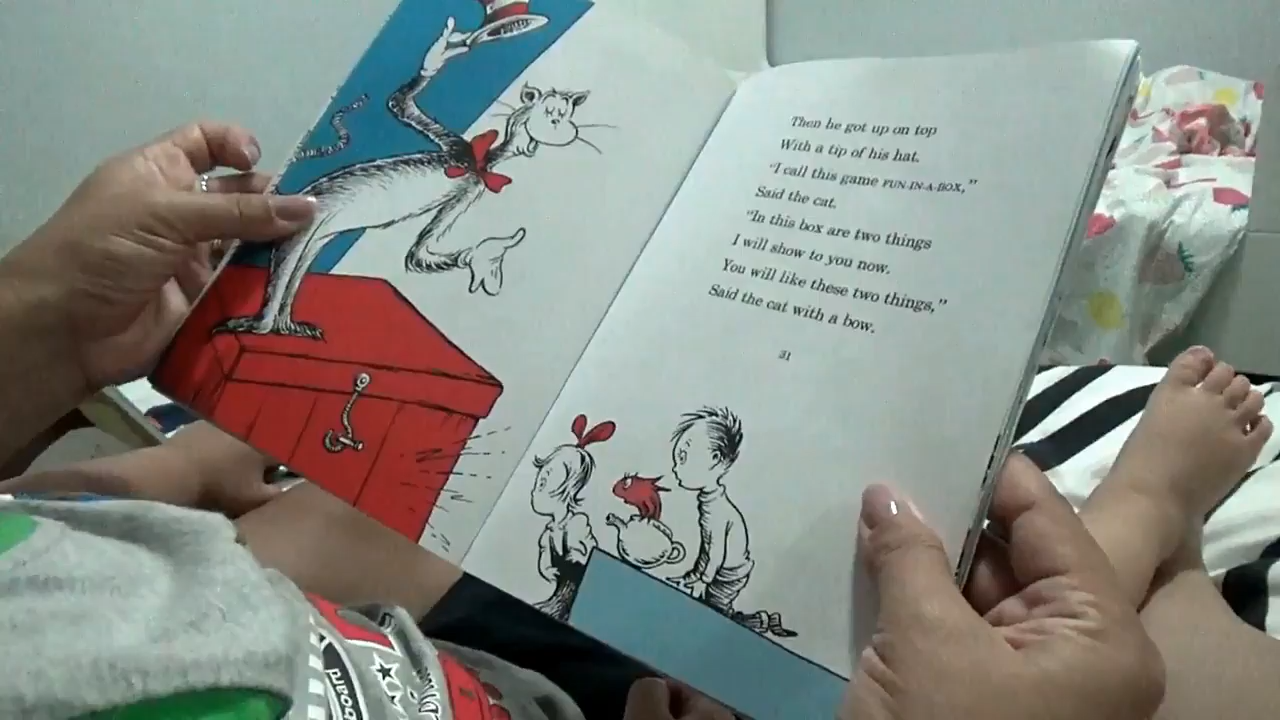 Then he got up on top
With a tip of his hat.
"I call this game FUN-IN-A-BOX,"
Said the cat.
"In this box are two things
I will show to you now.
You will like these two things,"
Said the cat with a bow.
31